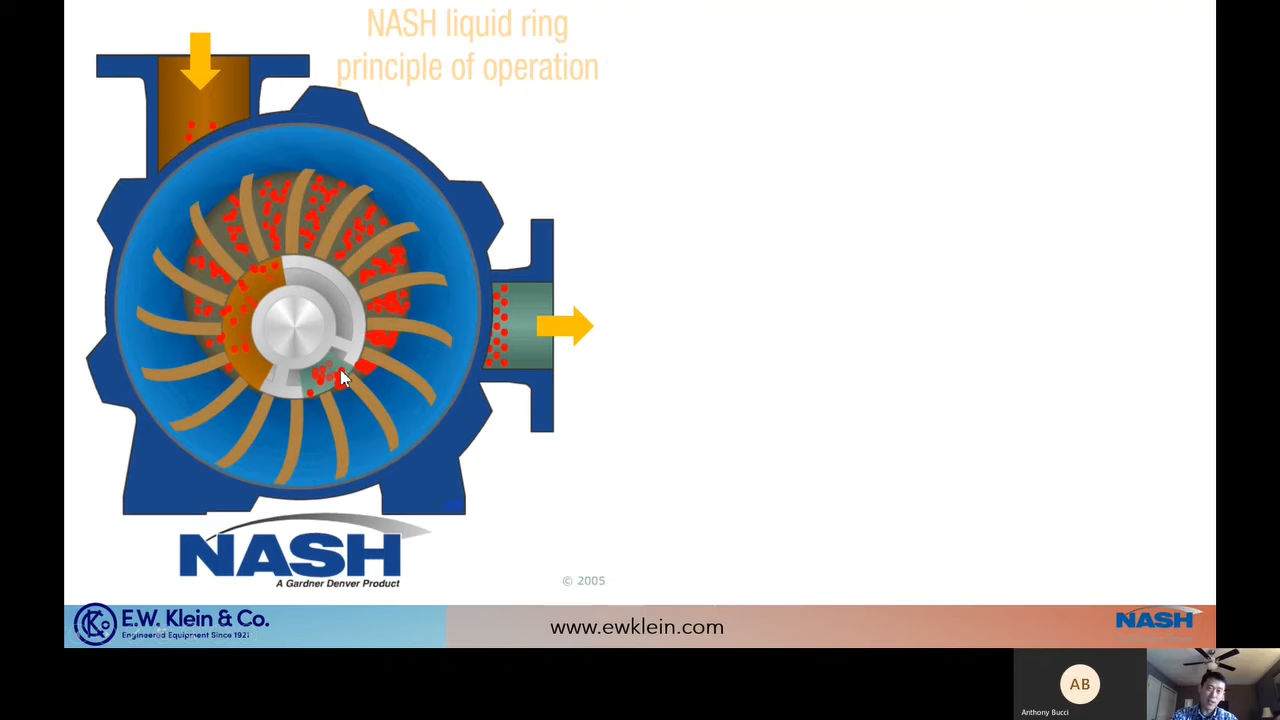 NASH liquid ring
principle of operation
NASH
A Gardner Denver Product
© 2005
E.W. Klein & Co.
Engineered Equipment Since 1921
www.ewklein.com
NASH
AB
Anthony Bucci